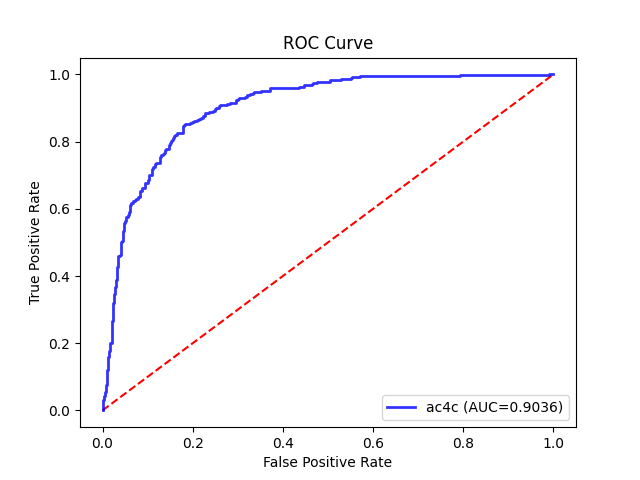 ROC Curve
True Positive Rate
1.0
0.8
0.6
0.4
0.2
0.0
0.0 0.2 0.4 0.6 0.8 1.0
False Positive Rate
ac4c (AUC=0.9036)